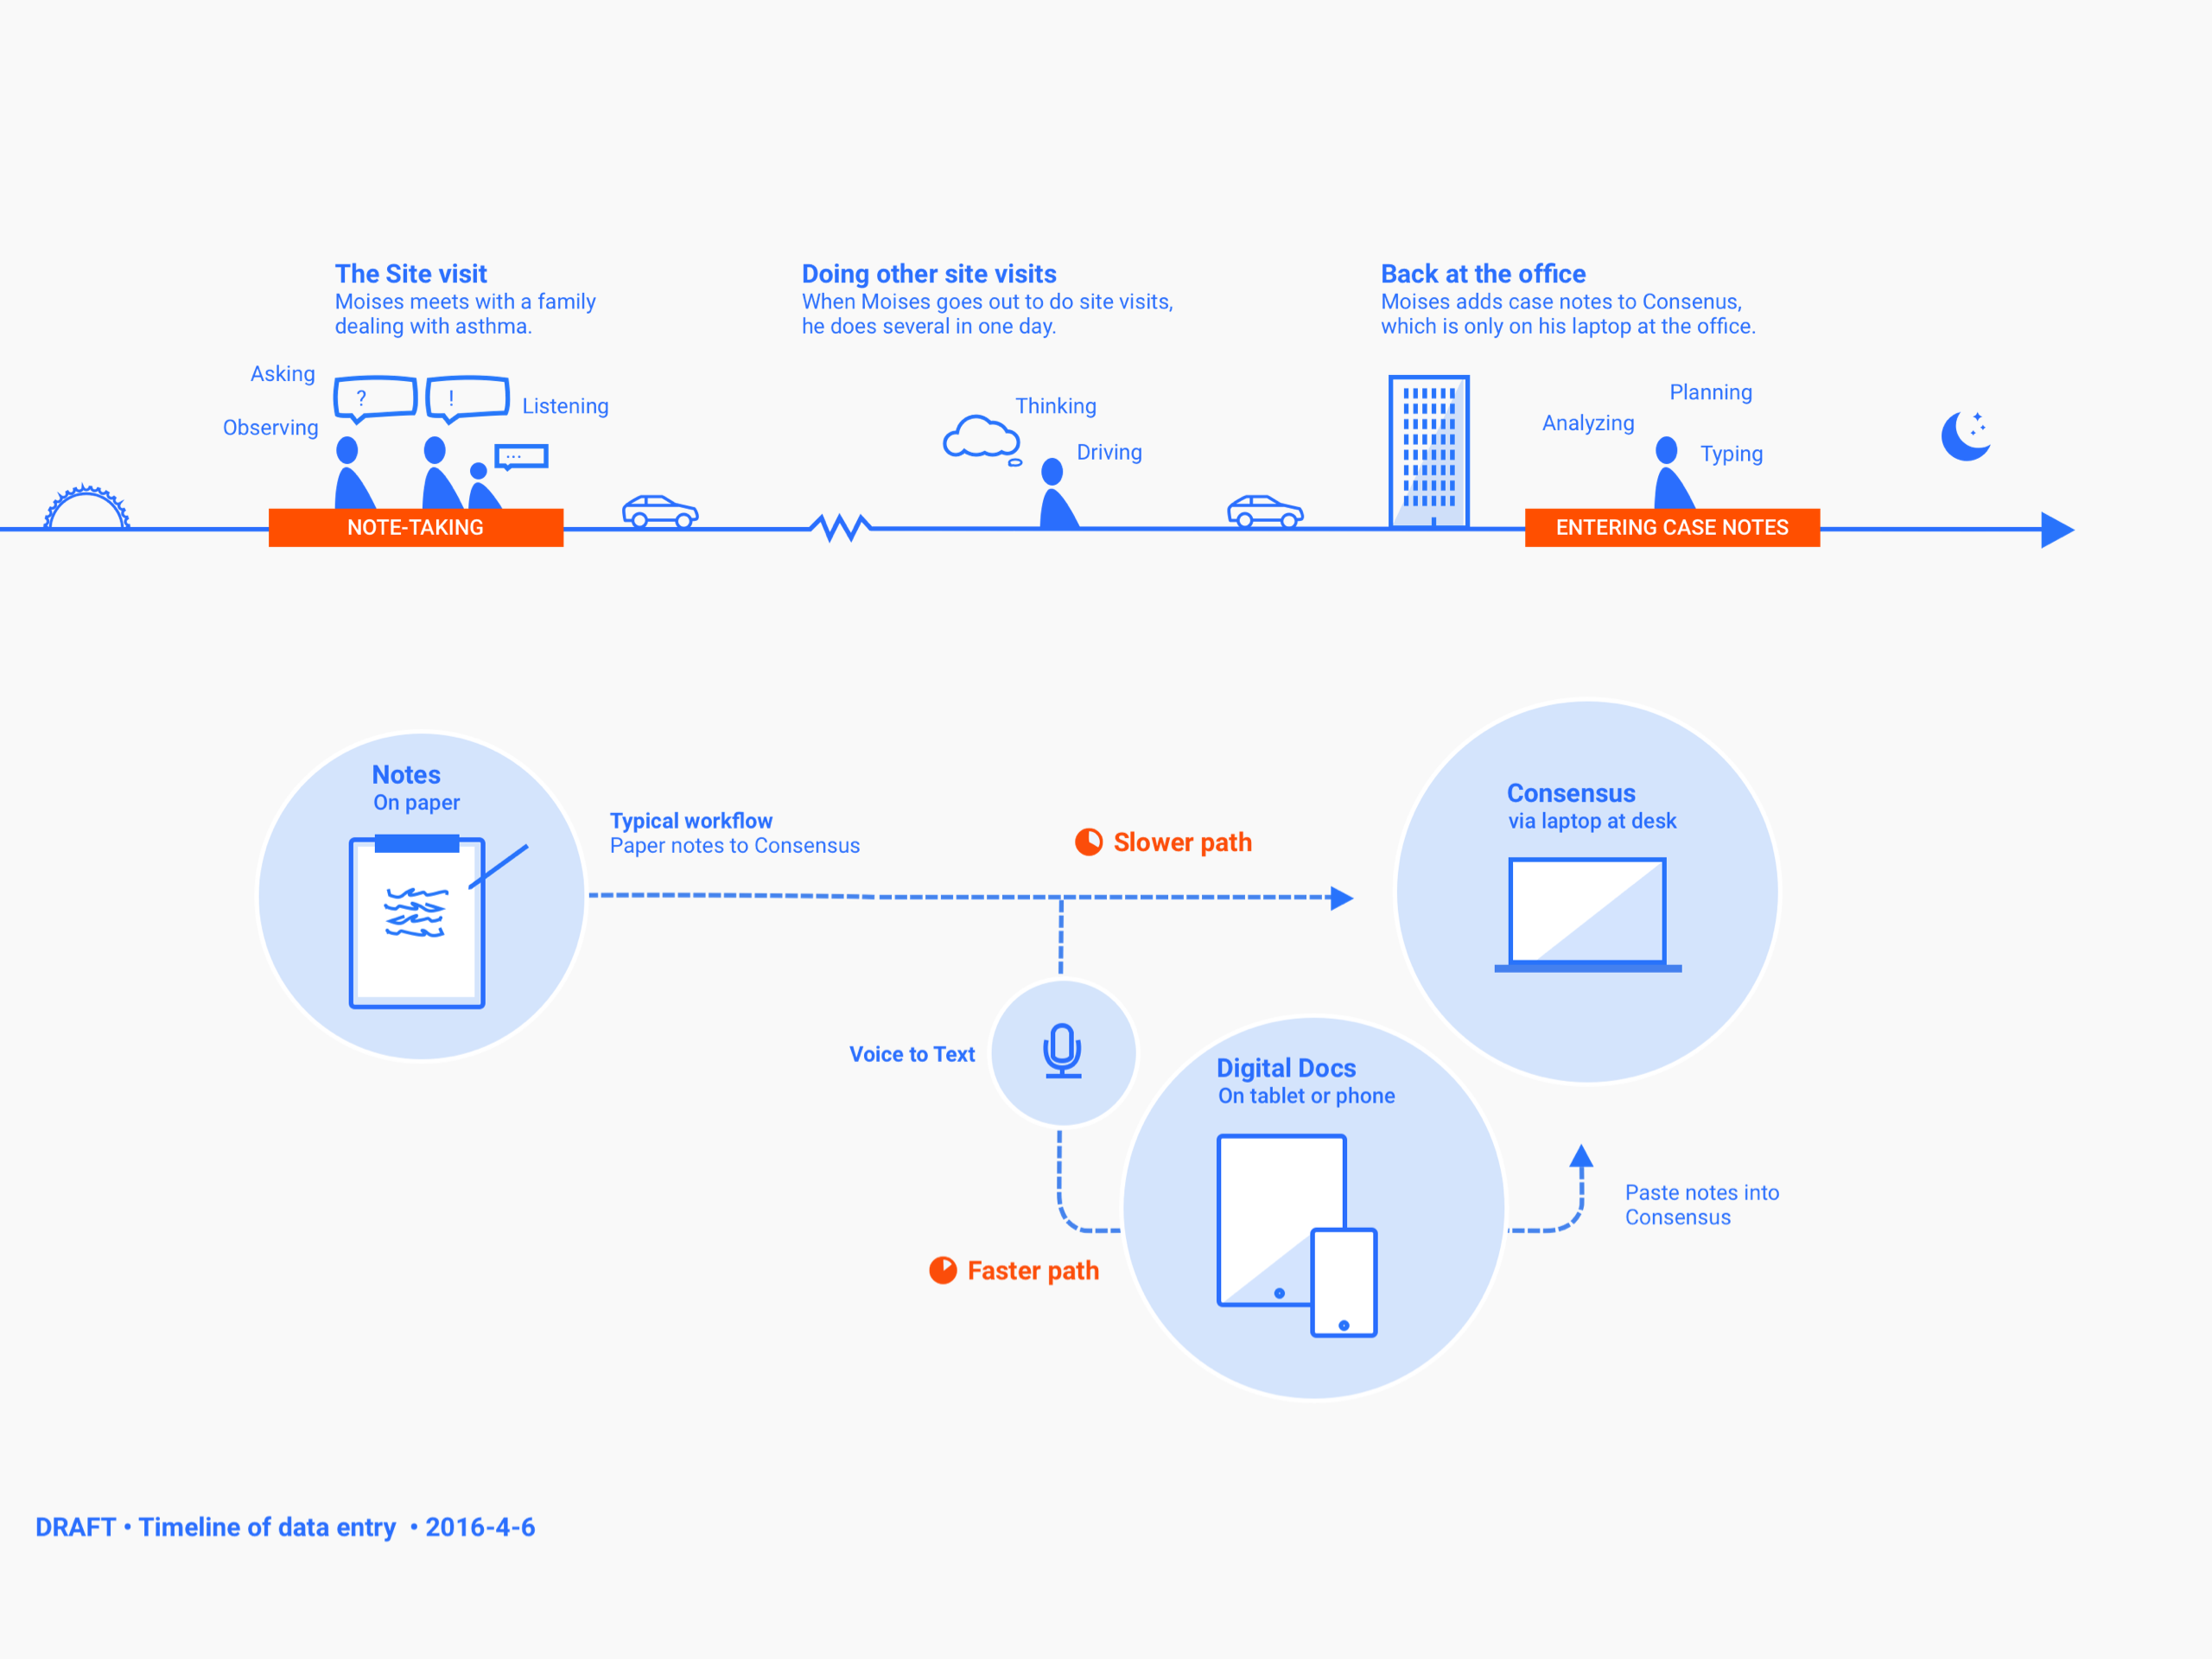 The Site visit
Moises meets with a family
dealing with asthma.
Doing other site visits
When Moises goes out to do site visits,
he does several in one day.
Back at the office
Moises adds case notes to Consenus,
which is only on his laptop at the office.
Asking
?
!
Listening
Observing
...
Thinking
Driving
Planning
Analyzing
Typing
NOTE-TAKING
ENTERING CASE NOTES
Notes
On paper
Typical workflow
Paper notes to Consensus
Slower path
Consensus
via laptop at desk
Voice to Text
Digital Docs
On tablet or phone
Paste notes into
Consensus
Faster path
DRAFT • Timeline of data entry • 2016-4-6